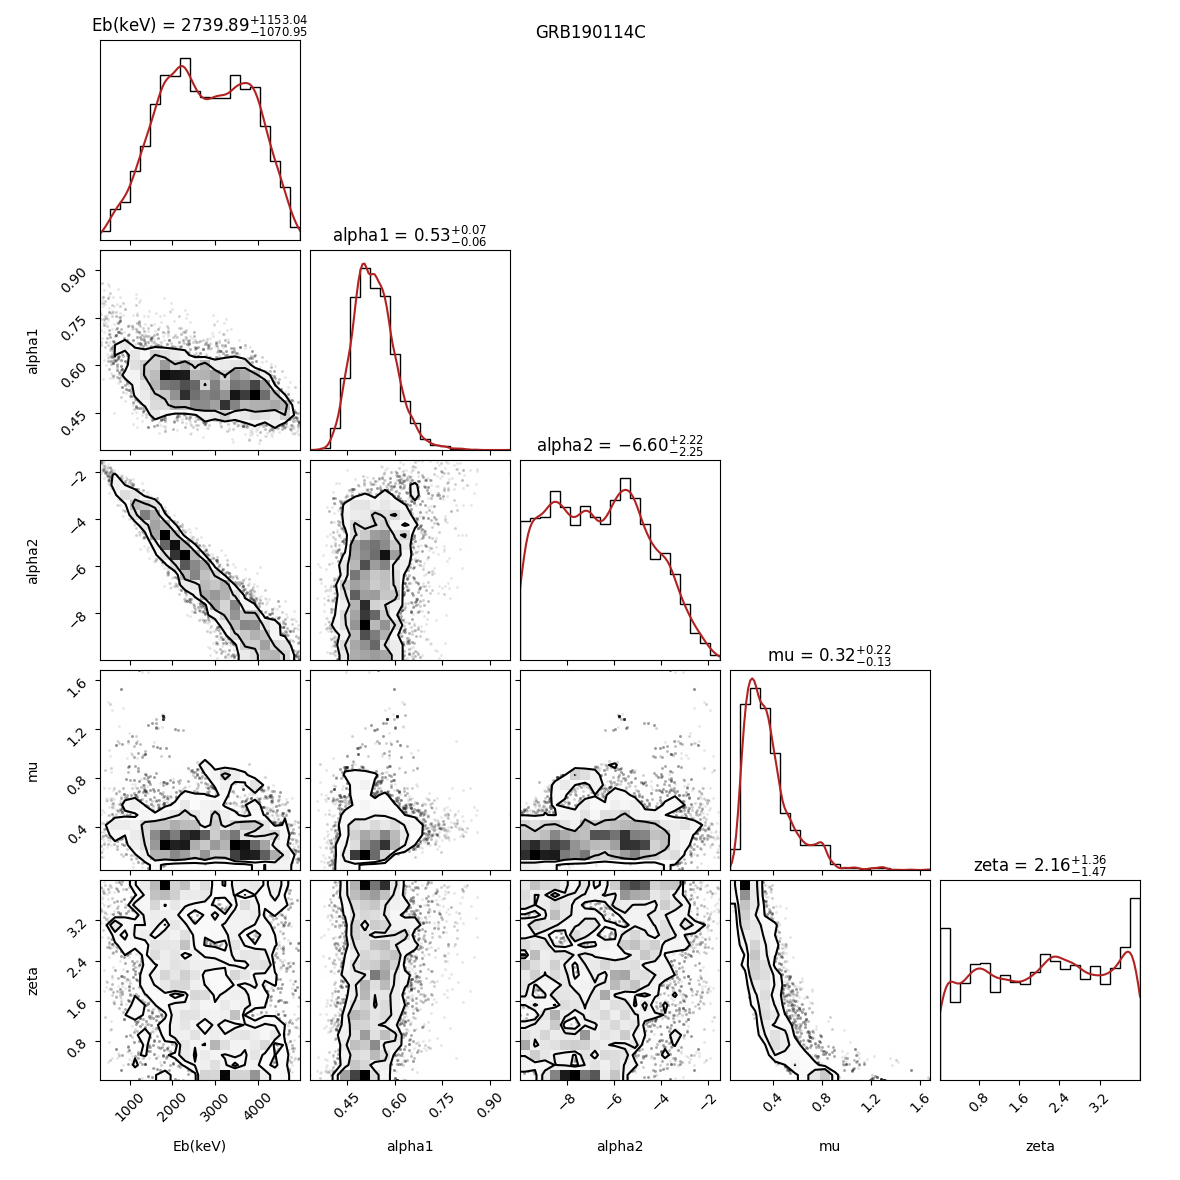 Eb(keV) = 2739.89 +1153.04 −1070.95
GRB190114C
alpha1 = 0.53 +0.07 −0.06
0.90
0.75
0.60
0.45
alpha1
alpha2 = −6.60 +2.22 −2.25
−2
−4
−6
−8
alpha2
mu = 0.32 +0.22 −0.13
1.6
1.2
0.8
0.4
mu
zeta = 2.16 +1.36 −1.47
3.2
2.4
1.6
0.8
zeta
1000 2000 3000 4000
0.45 0.60 0.75 0.90
−8 −6 −4 −2
0.4 0.8 1.2 1.6
0.8 1.6 2.4 3.2
Eb(keV)
alpha1
alpha2
mu
zeta